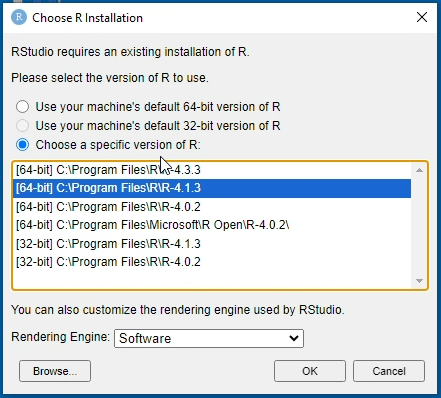 R Choose R Installation
RStudio requires an existing installation of R.
Please select the version of R to use.
Use your machine's default 64-bit version of R
Use your machine's default 32-bit version of R
Choose a specific version of R:
[64-bit] C:\Program Files\R\R-4.3.3
[64-bit] C:\Program Files\R\R-4.1.3
[64-bit] C:\Program Files\R\R-4.0.2
[64-bit] C:\Program Files\Microsoft\R Open\R-4.0.2\
[32-bit] C:\Program Files\R\R-4.1.3
[32-bit] C:\Program Files\R\R-4.0.2
You can also customize the rendering engine used by RStudio.
Rendering Engine: Software
Browse... OK Cancel